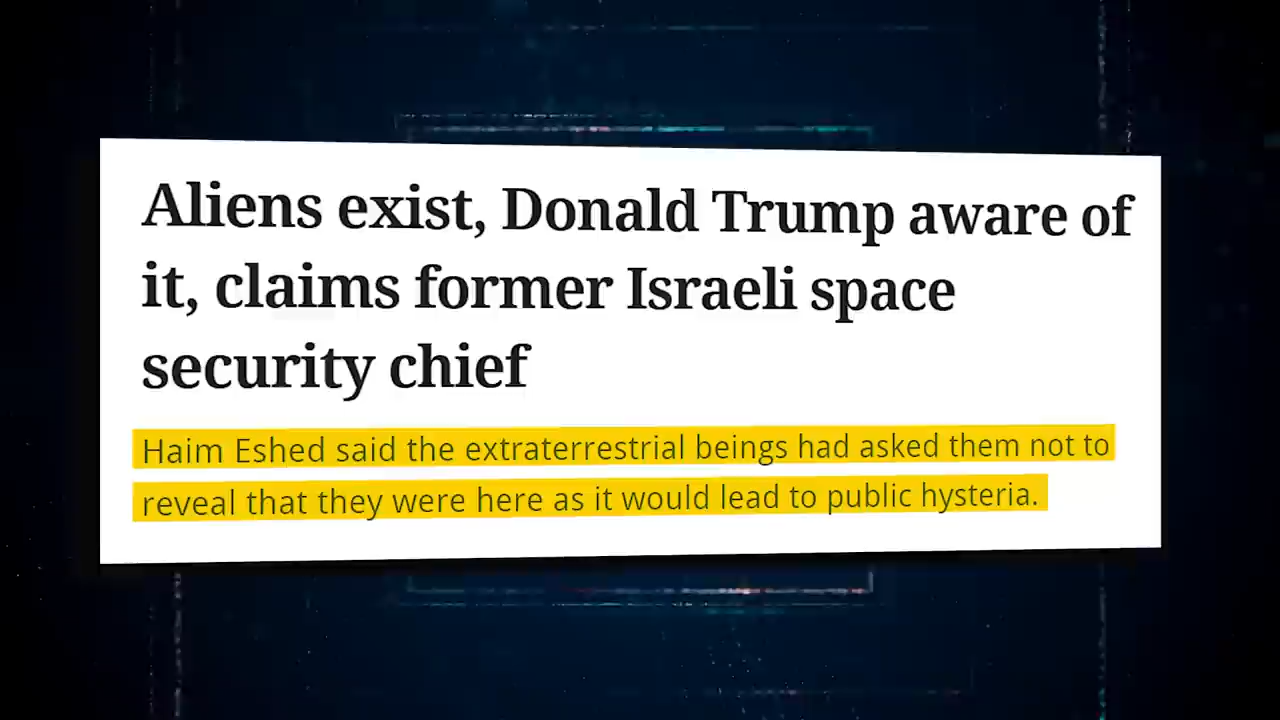 Aliens exist, Donald Trump aware of
it, claims former Israeli space
security chief
Haim Eshed said the extraterrestrial beings had asked them not to
reveal that they were here as it would lead to public hysteria.